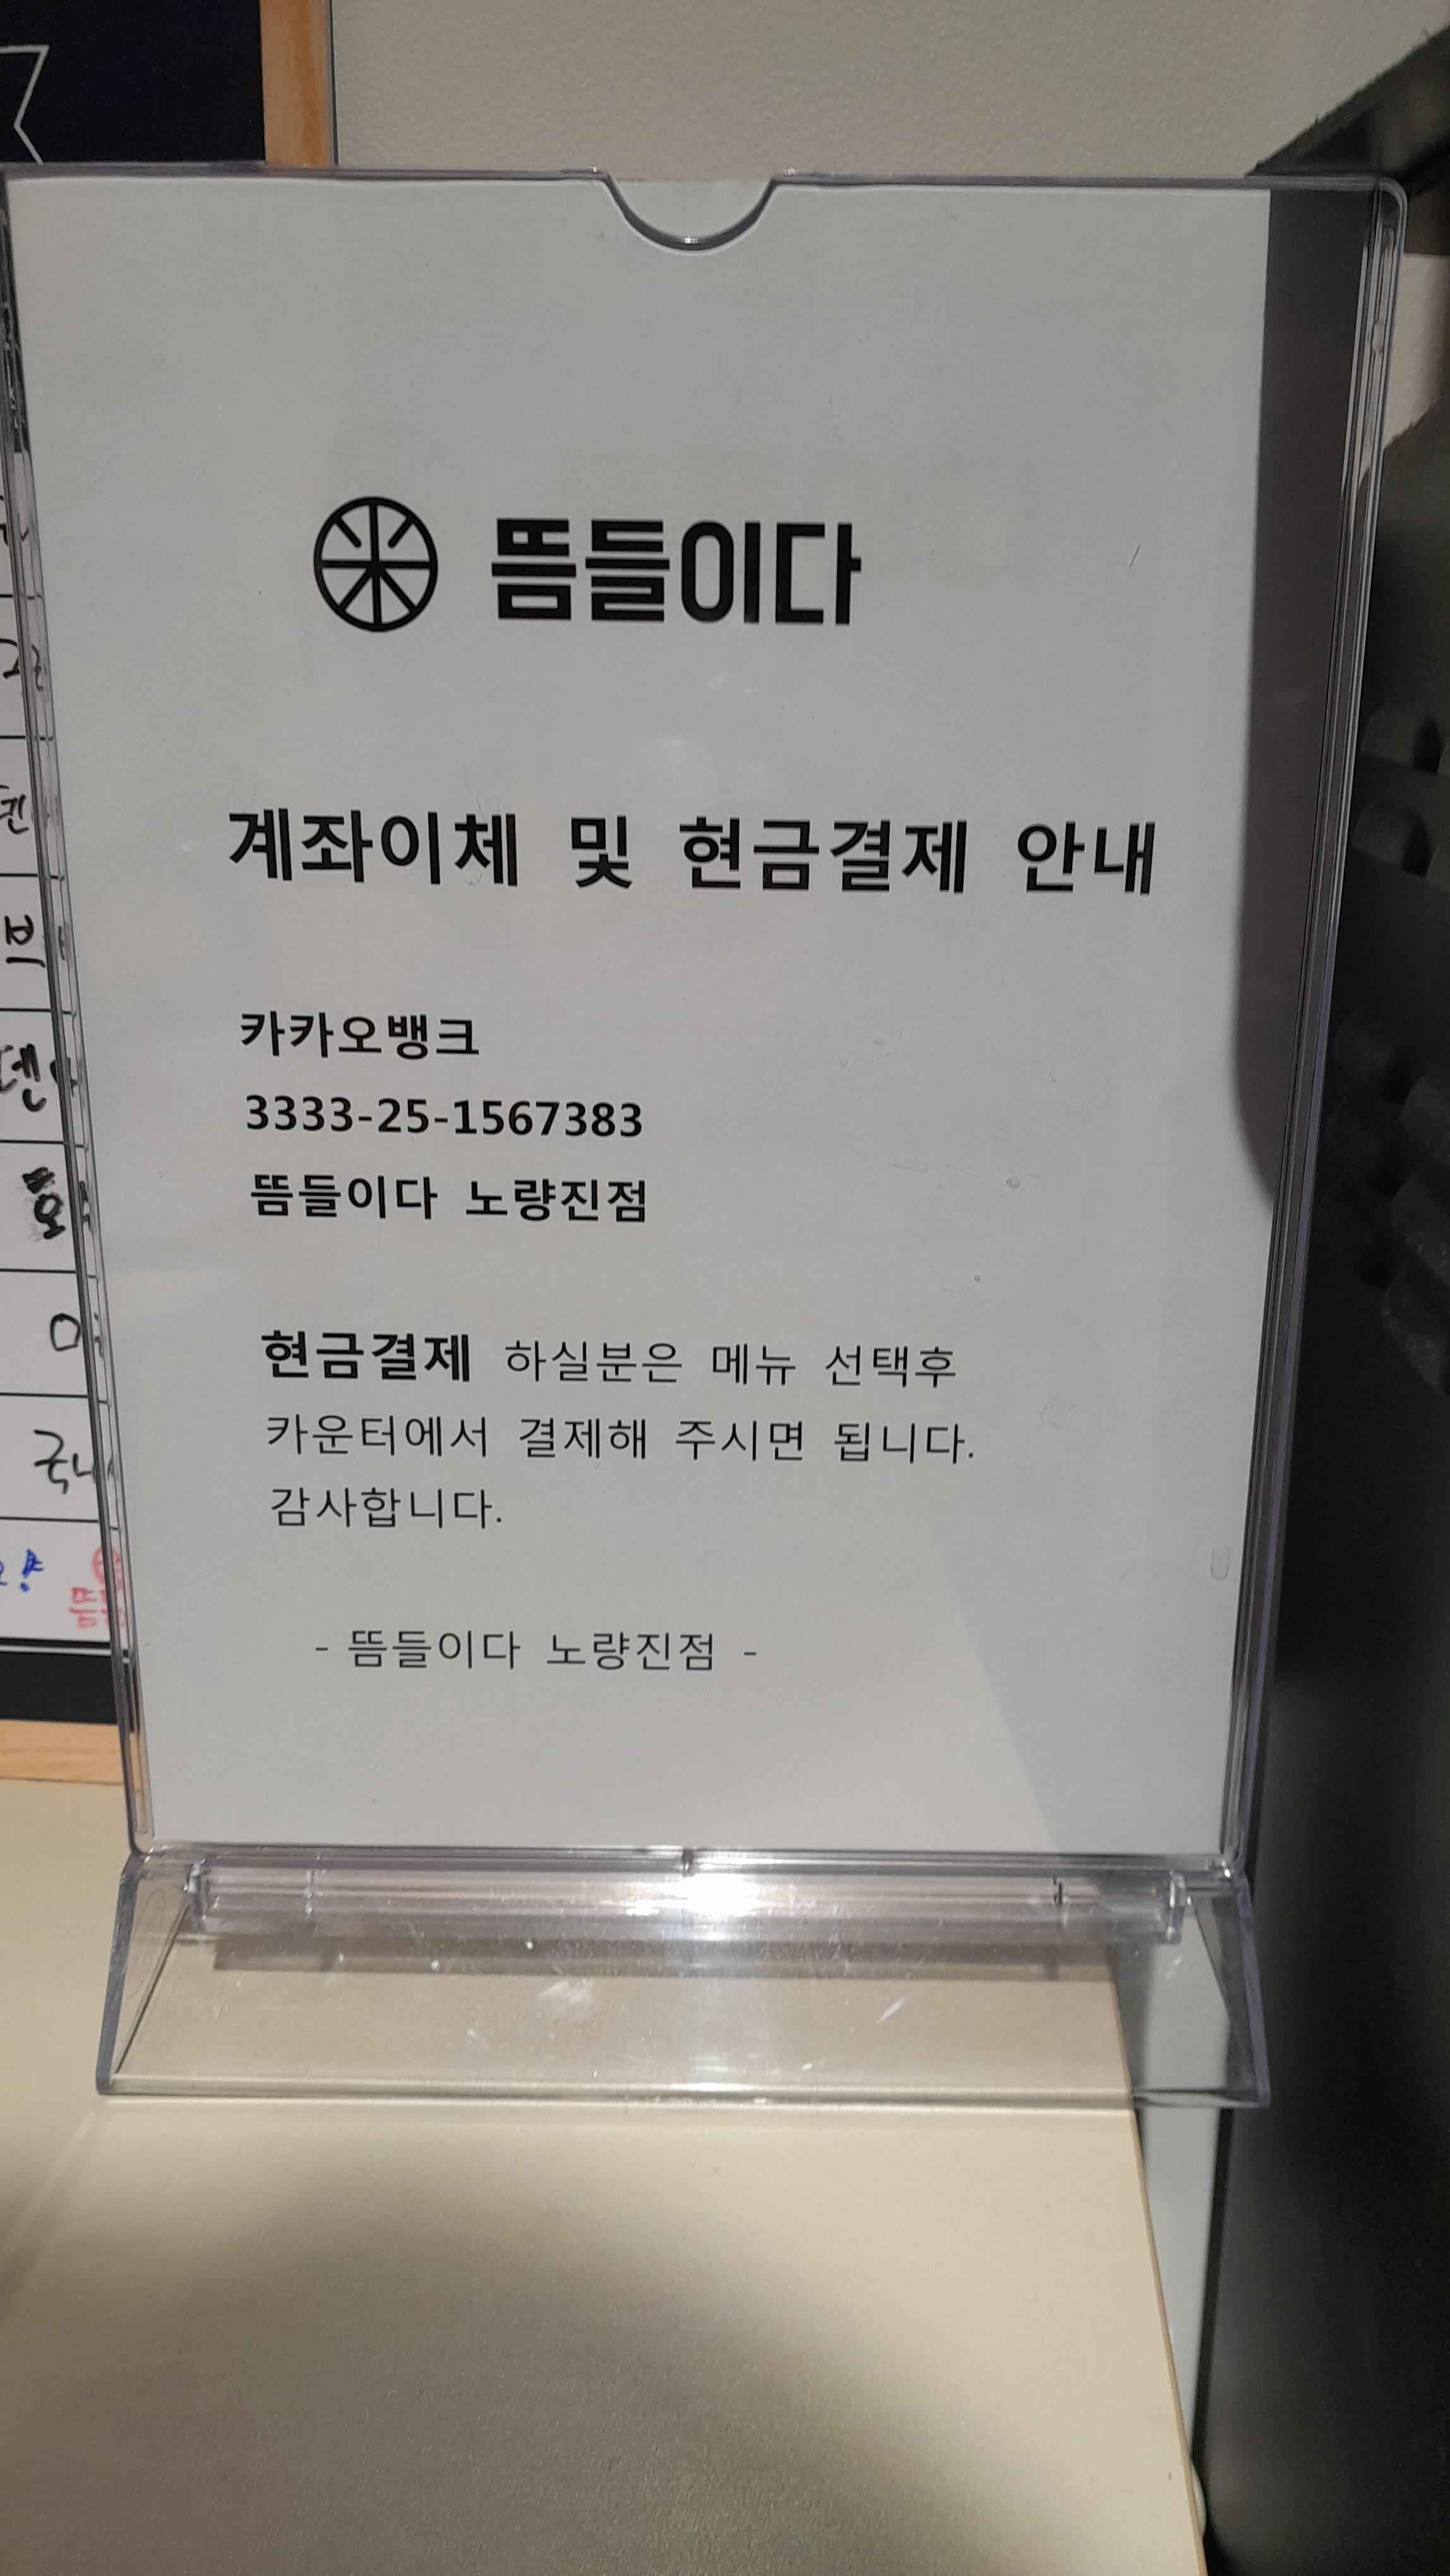 뜸들이다
계좌이체 및 현금결제 안내
카카오뱅크
3333-25-1567383
뜸들이다 노량진점
현금결제 하실분은 메뉴 선택후
카운터에서 결제해 주시면 됩니다.
감사합니다.
- 뜸들이다 노량진점 -